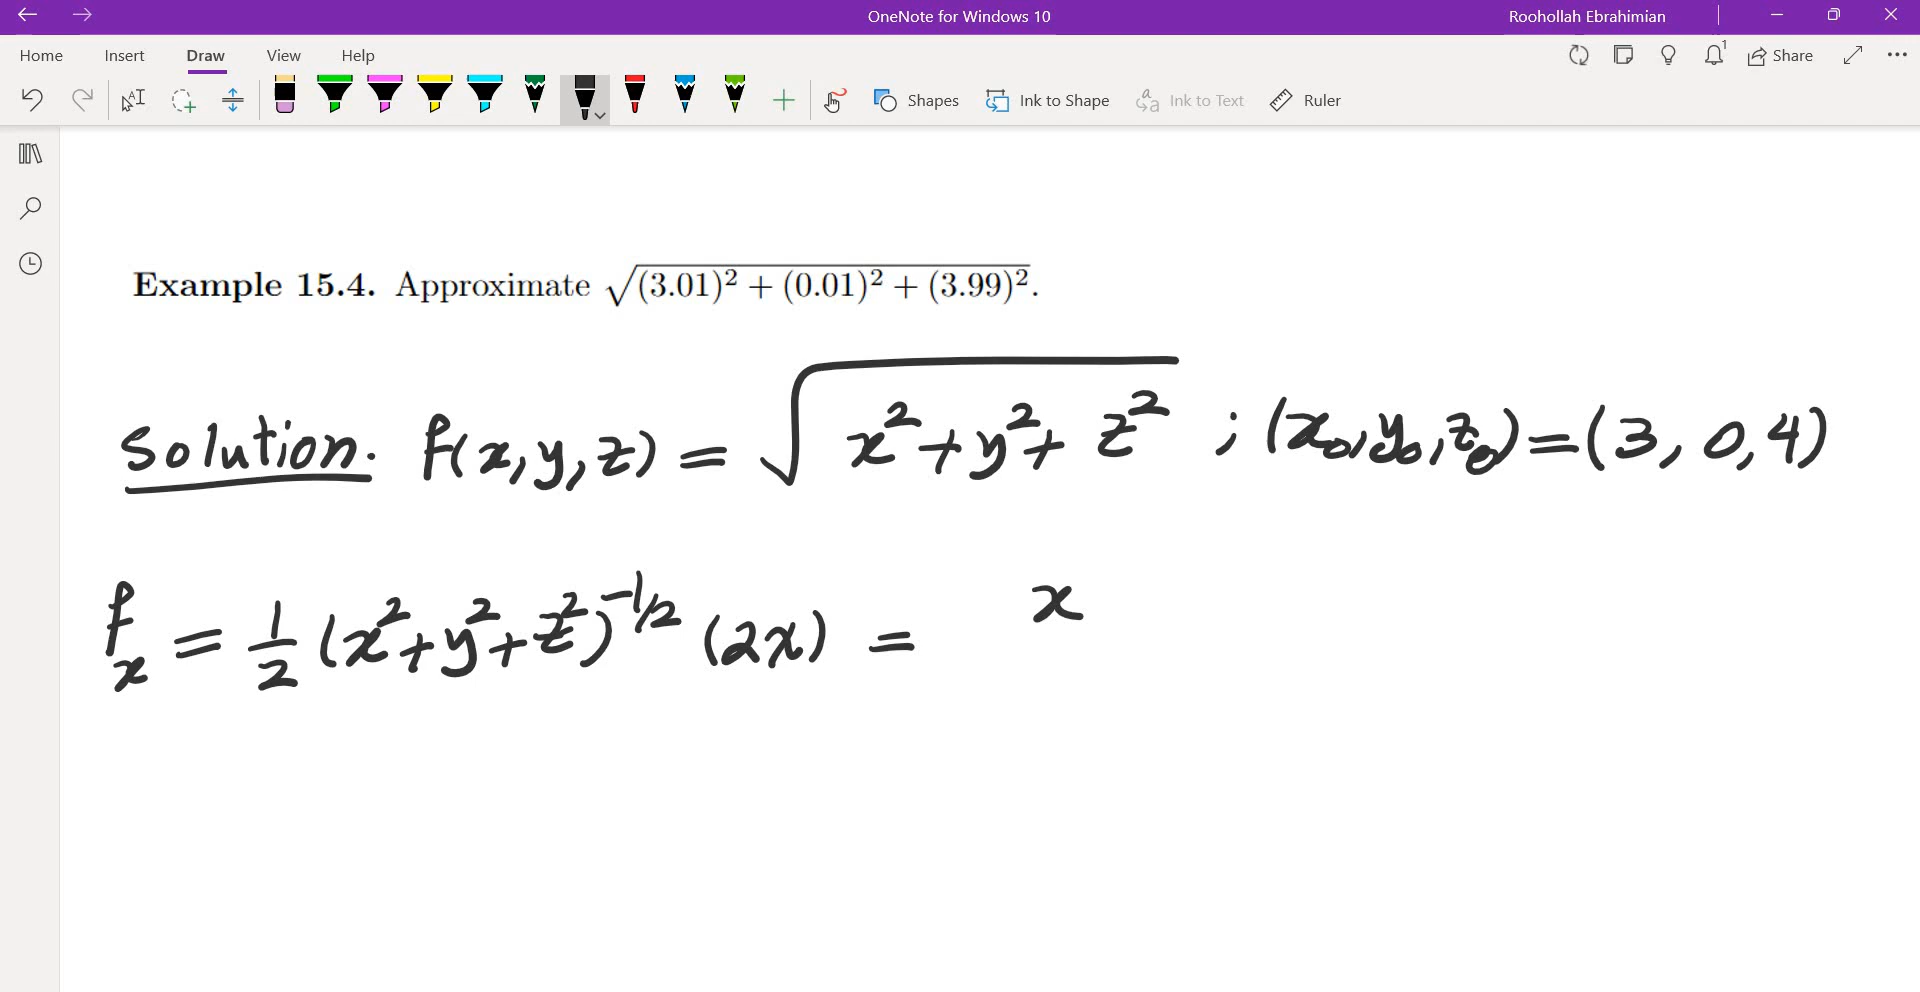 OneNote for Windows 10 Roohollah Ebrahimian
Home Insert Draw View Help 1 Share
Shapes Ink to Shape Ink to Text Ruler
Example 15.4. Approximate √((3.01)² + (0.01)² + (3.99)²).
Solution. f(x,y,z) = √(x²+y²+z²) ; (x₀,y₀,z₀)=(3,0,4)
fₓ = 1/2 (x²+y²+z²)^(-1/2) (2x) = x